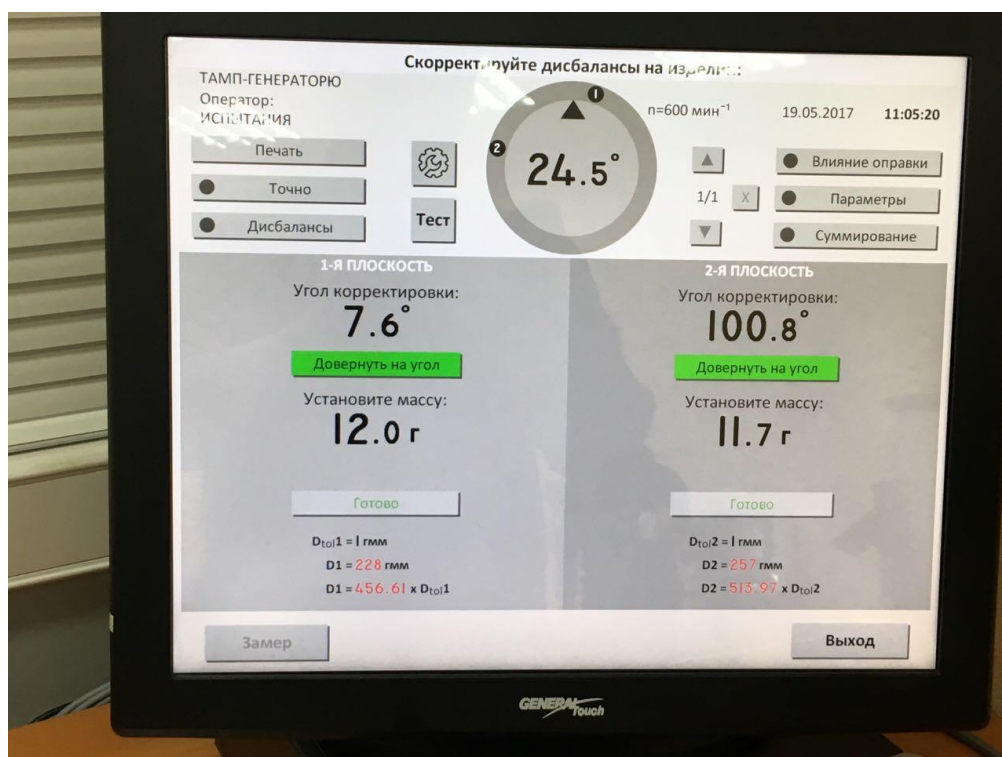 Скорректируйте дисбалансы на изделии:
ТАМП-ГЕНЕРАТОРЮ
Оператор:
ИСПЫТАНИЯ
n=600 мин⁻¹
19.05.2017
11:05:20
Печать
Точно
Дисбалансы
Тест
1
2
24.5°
1/1
X
Влияние оправки
Параметры
Суммирование
1-Я ПЛОСКОСТЬ
Угол корректировки:
7.6°
Довернуть на угол
Установите массу:
12.0 г
Готово
Dtol1 = 1 гмм
D1 = 228 гмм
D1 = 456.61 x Dtol1
2-Я ПЛОСКОСТЬ
Угол корректировки:
100.8°
Довернуть на угол
Установите массу:
11.7 г
Готово
Dtol2 = 1 гмм
D2 = 257 гмм
D2 = 513.97 x Dtol2
Замер
Выход
GENERAL Touch